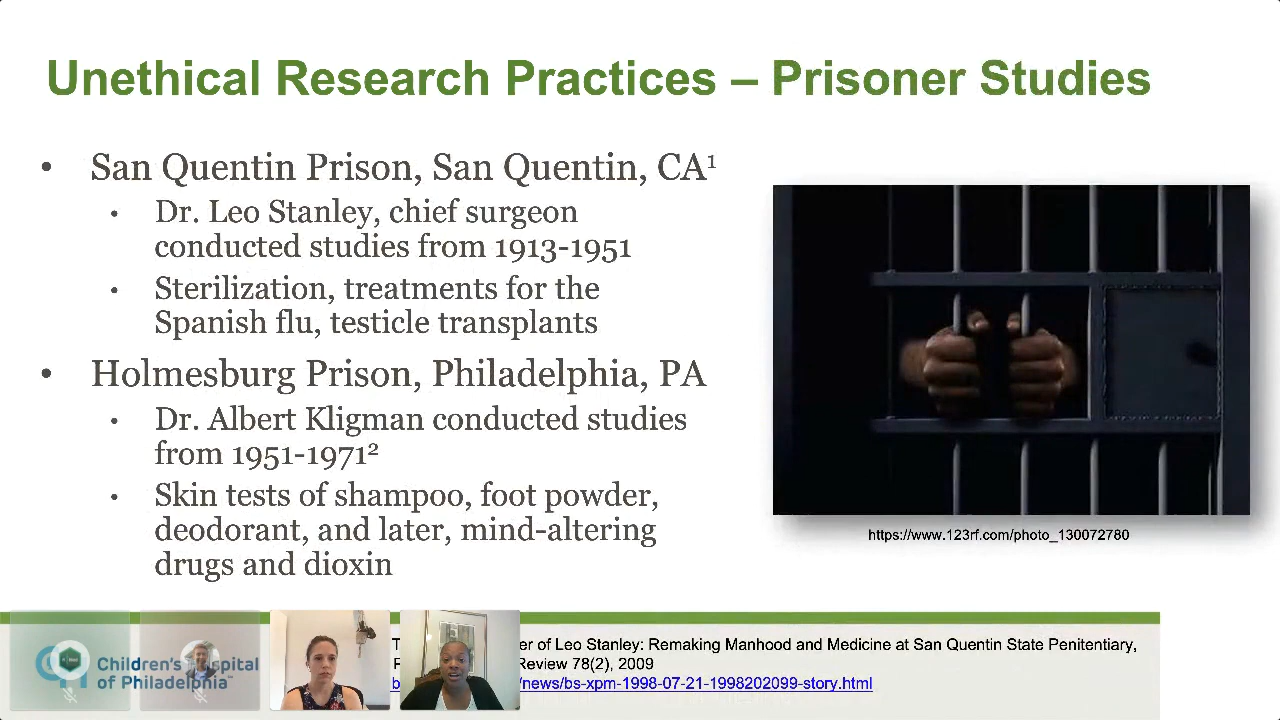 Unethical Research Practices – Prisoner Studies
• San Quentin Prison, San Quentin, CA¹
• Dr. Leo Stanley, chief surgeon
conducted studies from 1913-1951
• Sterilization, treatments for the
Spanish flu, testicle transplants
• Holmesburg Prison, Philadelphia, PA
• Dr. Albert Kligman conducted studies
from 1951-1971²
• Skin tests of shampoo, foot powder,
deodorant, and later, mind-altering
drugs and dioxin
https://www.123rf.com/photo_130072780
er of Leo Stanley: Remaking Manhood and Medicine at San Quentin State Penitentiary,
Review 78(2), 2009
/news/bs-xpm-1998-07-21-1998202099-story.html
Children's Hospital
of Philadelphia